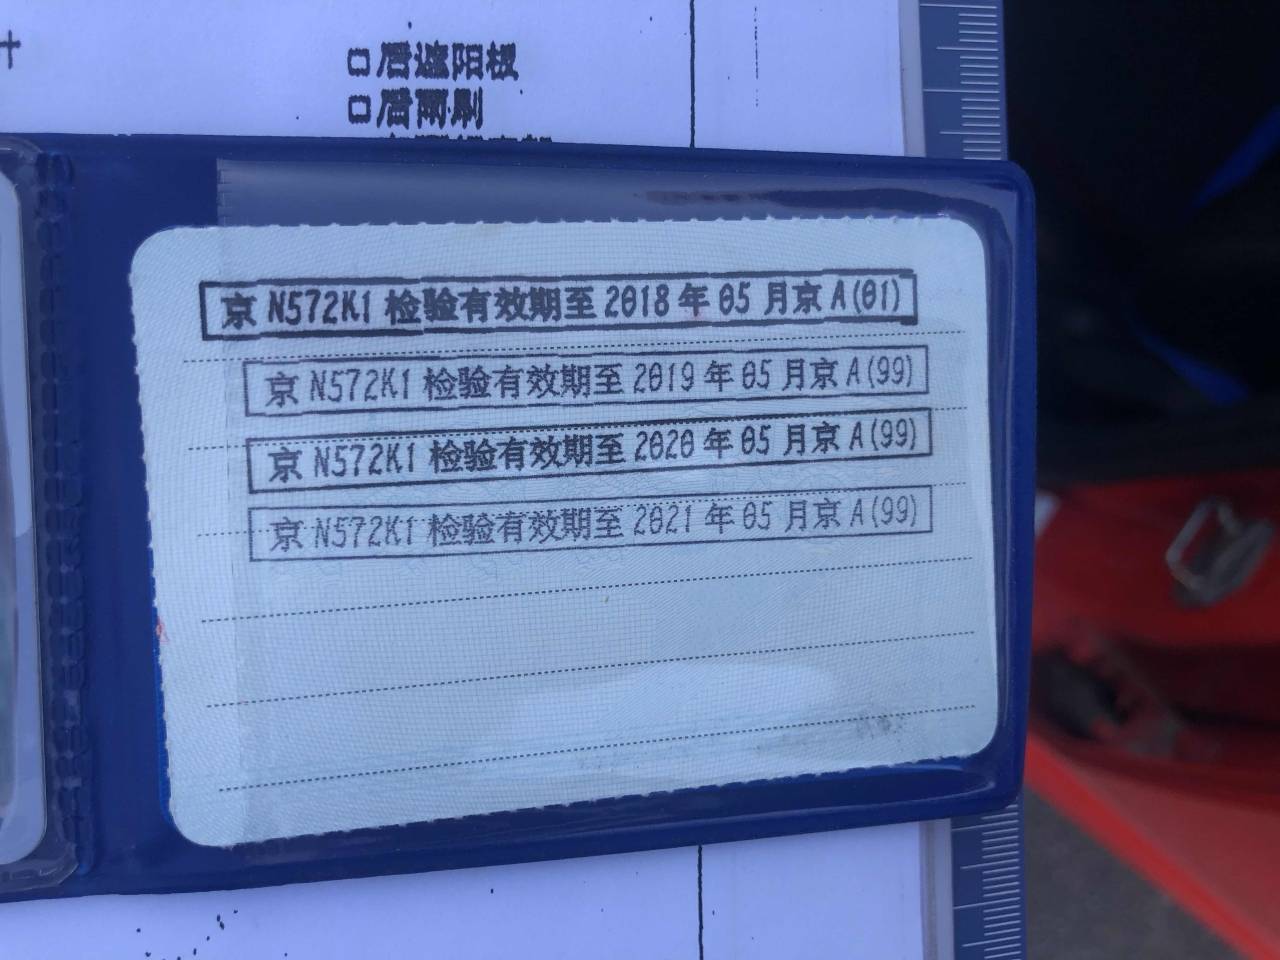 十
□后遮阳板
□后雨刷
京 N572K1 检验有效期至 2018 年 05 月京 A(01)
京 N572K1 检验有效期至 2019 年 05 月京 A(99)
京 N572K1 检验有效期至 2020 年 05 月京 A(99)
京 N572K1 检验有效期至 2021 年 05 月京 A(99)